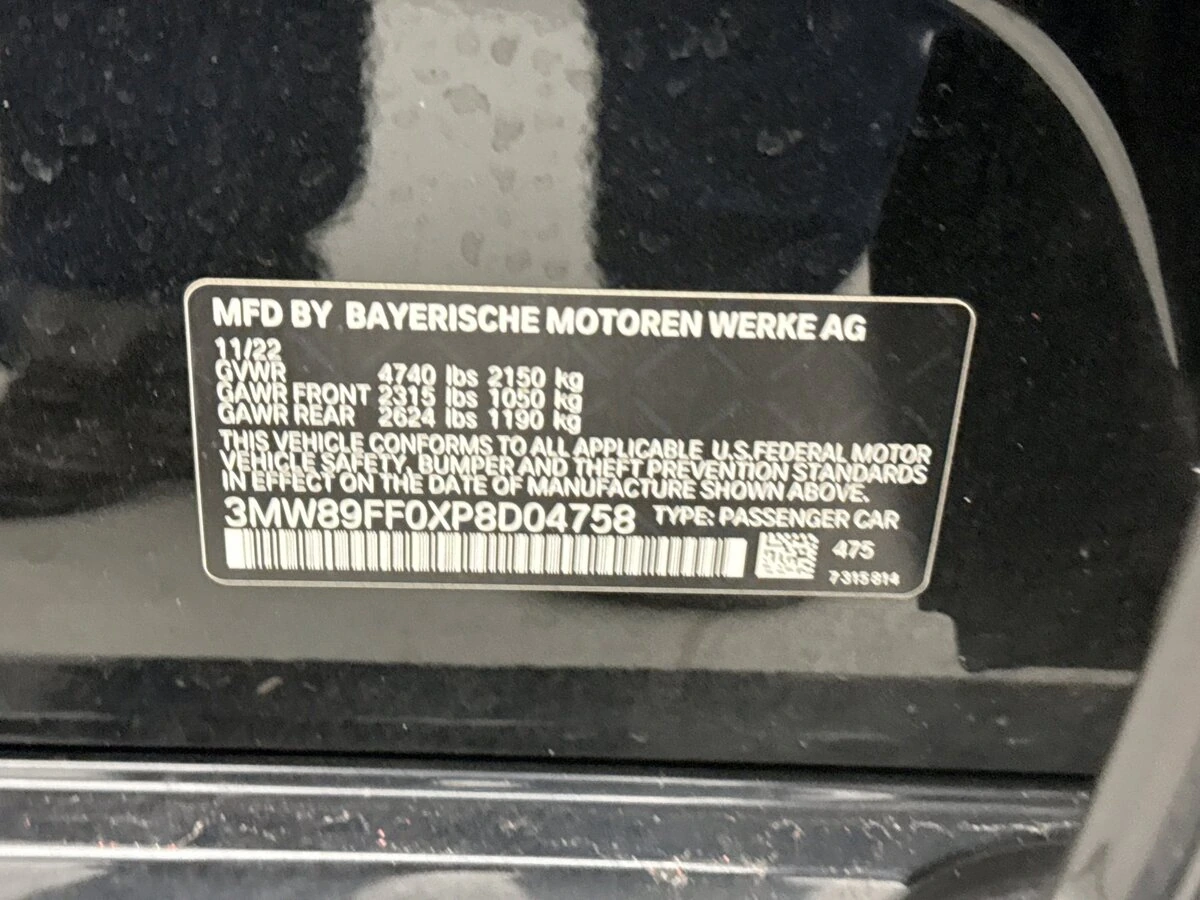 MFD BY BAYERISCHE MOTOREN WERKE AG
11/22
GVWR 4740 lbs 2150 kg
GAWR FRONT 2315 lbs 1050 kg
GAWR REAR 2624 lbs 1190 kg
THIS VEHICLE CONFORMS TO ALL APPLICABLE U.S.FEDERAL MOTOR
VEHICLE SAFETY, BUMPER AND THEFT PREVENTION STANDARDS
IN EFFECT ON THE DATE OF MANUFACTURE SHOWN ABOVE.
3MW89FF0XP8D04758 TYPE: PASSENGER CAR
475
7315814